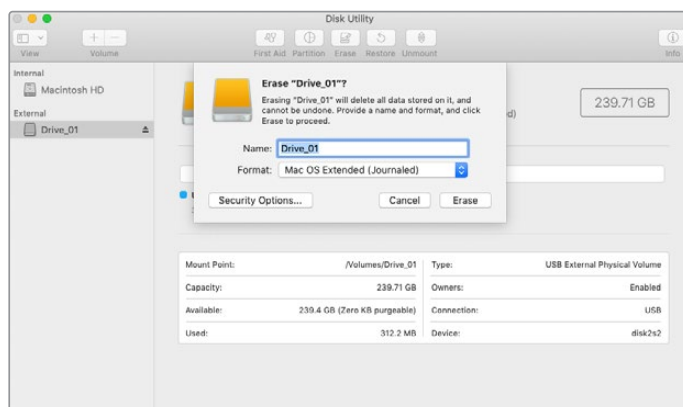 Disk Utility
View
Volume
First Aid Partition Erase Restore Unmount
Info
Internal
Macintosh HD
External
Drive_01
Erase "Drive_01"?
Erasing "Drive_01" will delete all data stored on it, and
cannot be undone. Provide a name and format, and click
Erase to proceed.
d)
239.71 GB
Name: Drive_01
Format: Mac OS Extended (Journaled)
Security Options... Cancel Erase
Mount Point: /Volumes/Drive_01 Type: USB External Physical Volume
Capacity: 239.71 GB Owners: Enabled
Available: 239.4 GB (Zero KB purgeable) Connection: USB
Used: 312.2 MB Device: disk2s2